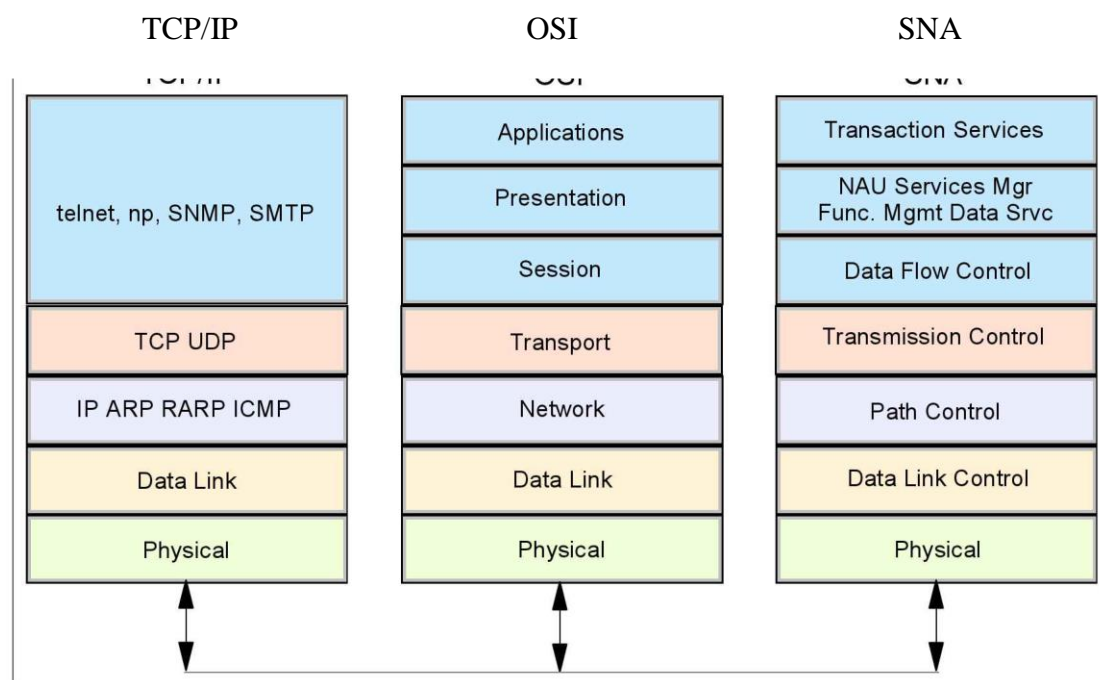 TCP/IP
OSI
SNA
telnet, np, SNMP, SMTP
TCP UDP
IP ARP RARP ICMP
Data Link
Physical
Applications
Presentation
Session
Transport
Network
Data Link
Physical
Transaction Services
NAU Services Mgr
Func. Mgmt Data Srvc
Data Flow Control
Transmission Control
Path Control
Data Link Control
Physical